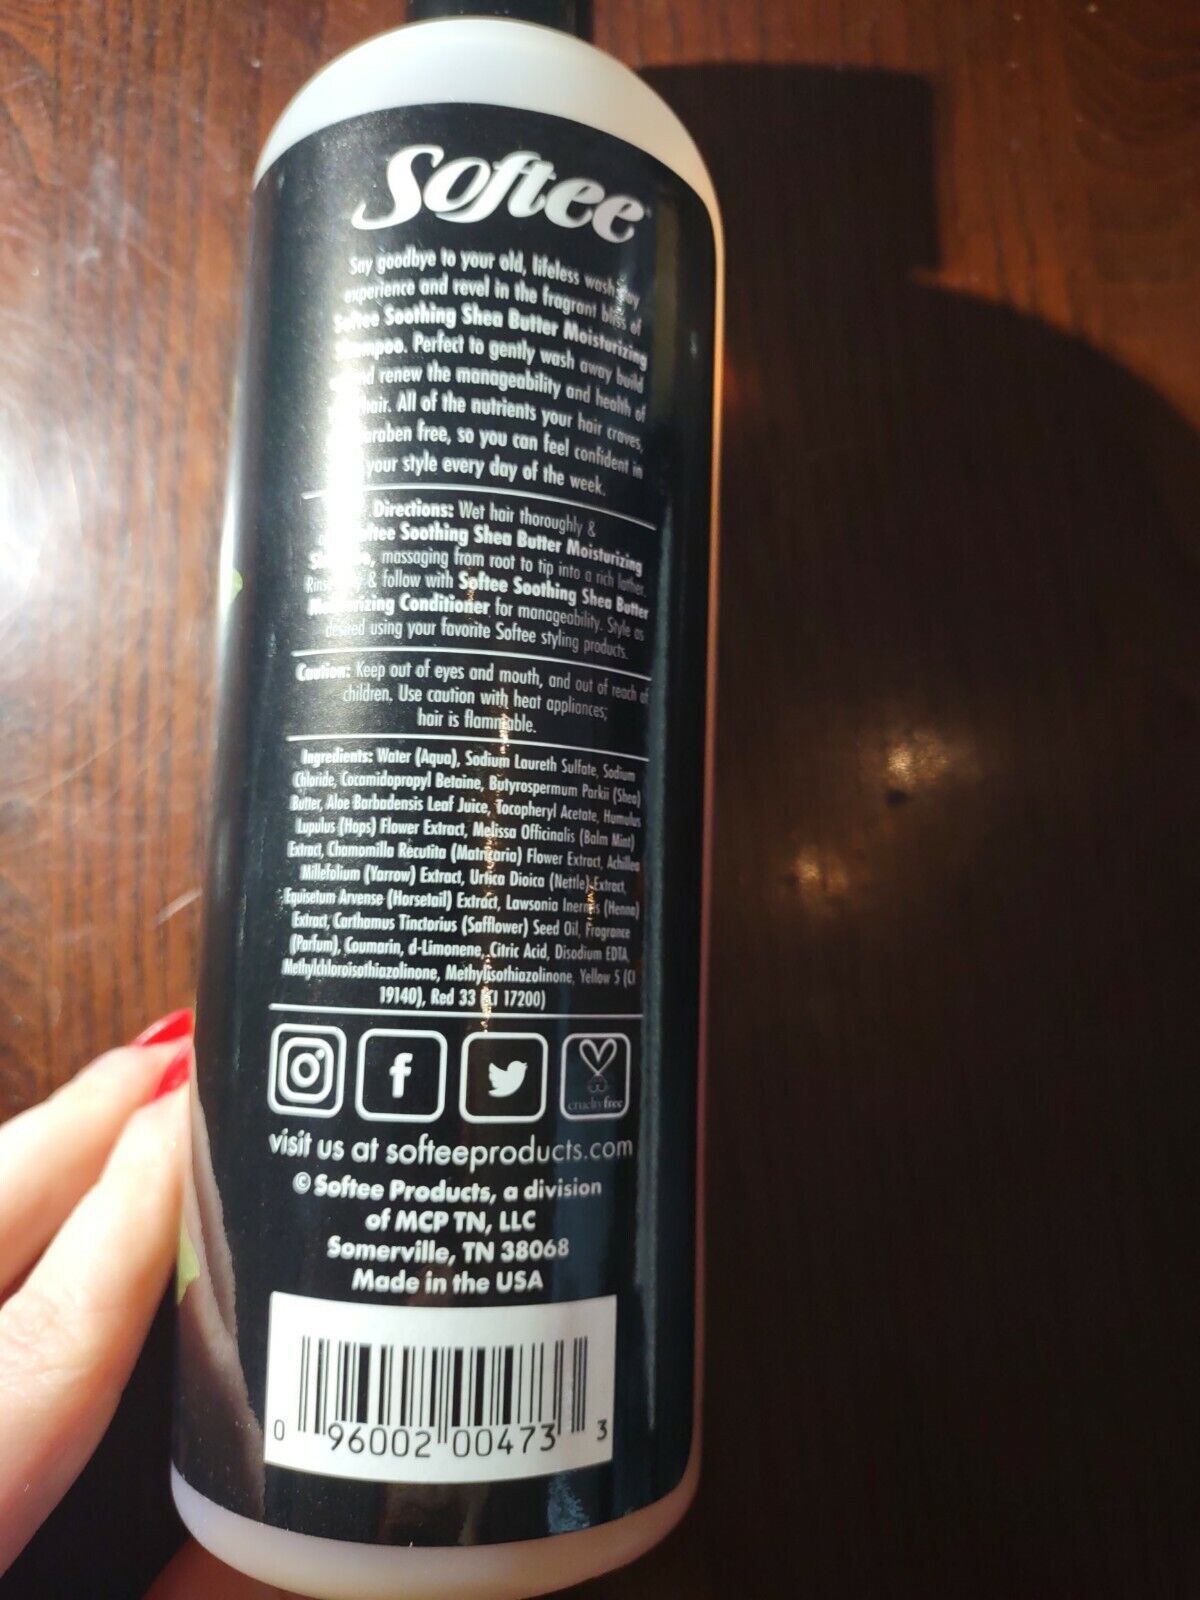 Softee
Say goodbye to your old, lifeless wash day
experience and revel in the fragrant bliss of
Softee Soothing Shea Butter Moisturizing
Shampoo. Perfect to gently wash away build
and renew the manageability and health of
hair. All of the nutrients your hair craves,
paraben free, so you can feel confident in
your style every day of the week.
Directions: Wet hair thoroughly &
Softee Soothing Shea Butter Moisturizing
Shampoo, massaging from root to tip into a rich lather.
& follow with Softee Soothing Shea Butter
Moisturizing Conditioner for manageability. Style as
desired using your favorite Softee styling products.
Caution: Keep out of eyes and mouth, and out of reach of
children. Use caution with heat appliances;
hair is flammable.
Ingredients: Water (Aqua), Sodium Laureth Sulfate, Sodium
Chloride, Cocamidopropyl Betaine, Butyrospermum Parkii (Shea)
Butter, Aloe Barbadensis Leaf Juice, Tocopheryl Acetate, Humulus
Lupulus (Hops) Flower Extract, Melissa Officinalis (Balm Mint)
Extract, Chamomilla Recutita (Matricaria) Flower Extract, Achillea
Millefolium (Yarrow) Extract, Urtica Dioica (Nettle) Extract,
Equisetum Arvense (Horsetail) Extract, Lawsonia Inermis (Henna)
Extract, Carthamus Tinctorius (Safflower) Seed Oil, Fragrance
(Parfum), Coumarin, d-Limonene, Citric Acid, Disodium EDTA,
Methylchloroisothiazolinone, Methylisothiazolinone, Yellow 5 (CI
19140), Red 33 (CI 17200)
crueltyfree
visit us at softeeproducts.com
© Softee Products, a division
of MCP TN, LLC
Somerville, TN 38068
Made in the USA
0 96002 00473 3